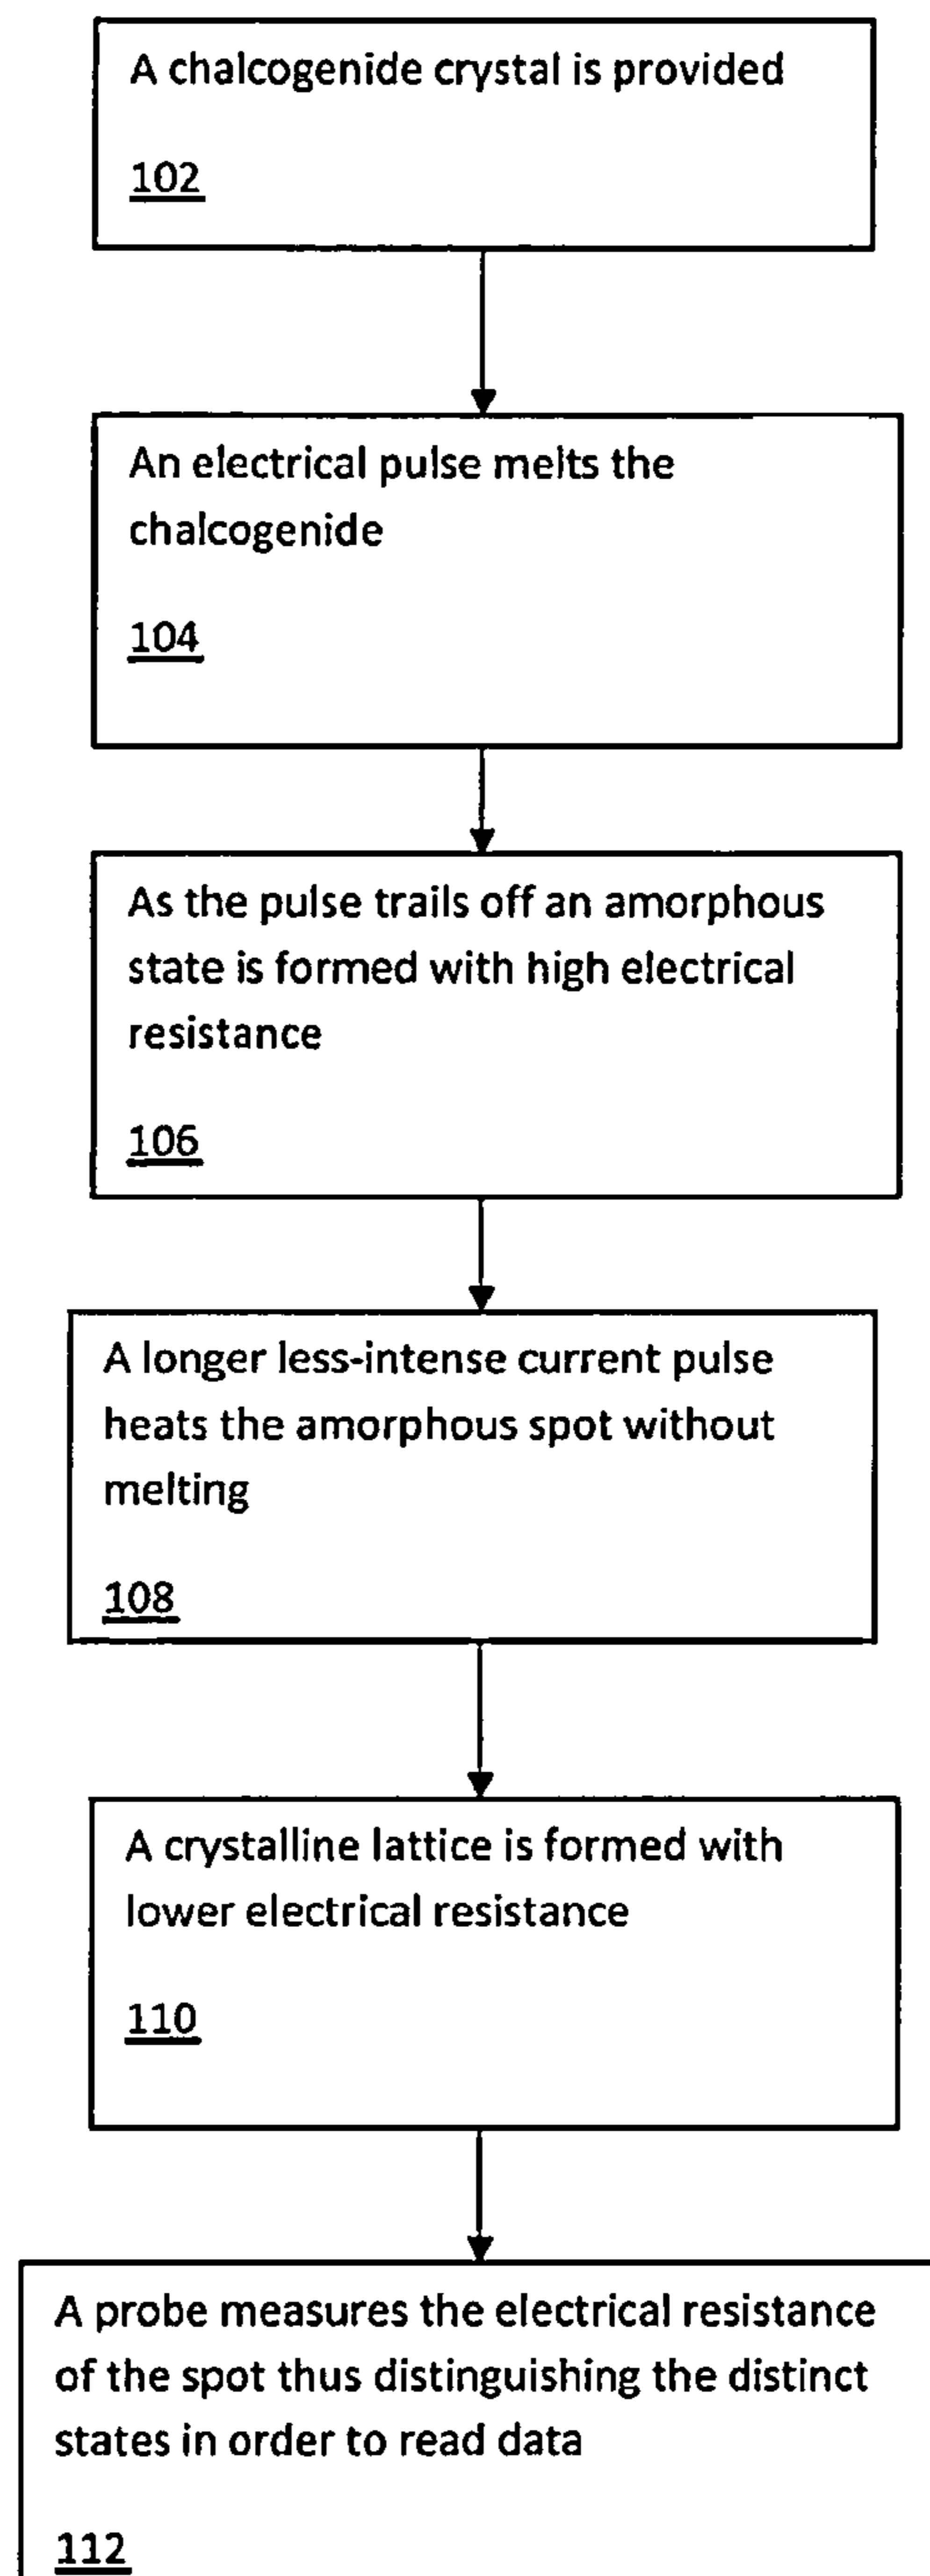 A chalcogenide crystal is provided
102
An electrical pulse melts the
chalcogenide
104
As the pulse trails off an amorphous
state is formed with high electrical
resistance
106
A longer less-intense current pulse
heats the amorphous spot without
melting
108
A crystalline lattice is formed with
lower electrical resistance
110
A probe measures the electrical resistance
of the spot thus distinguishing the distinct
states in order to read data
112